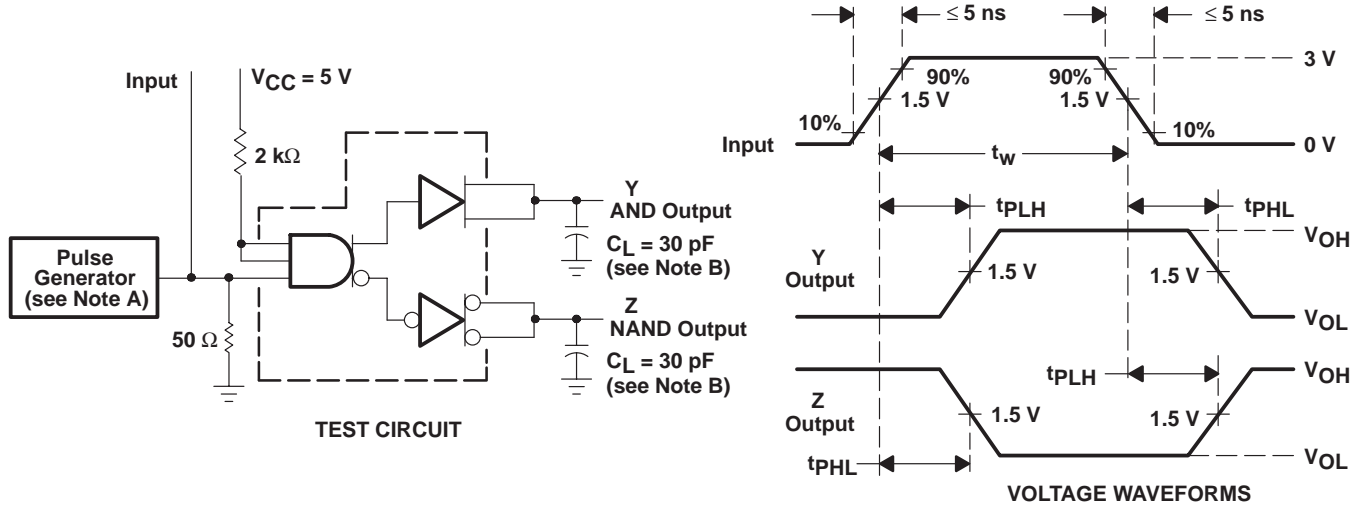 Input
VCC = 5 V
2 kΩ
Pulse
Generator
(see Note A)
50 Ω
Y
AND Output
CL = 30 pF
(see Note B)
Z
NAND Output
CL = 30 pF
(see Note B)
TEST CIRCUIT
≤ 5 ns
≤ 5 ns
3 V
90%
90%
1.5 V
1.5 V
10%
10%
Input
0 V
tw
tPLH
tPHL
VOH
Y
Output
1.5 V
1.5 V
VOL
tPLH
VOH
Z
Output
1.5 V
1.5 V
tPHL
VOL
VOLTAGE WAVEFORMS